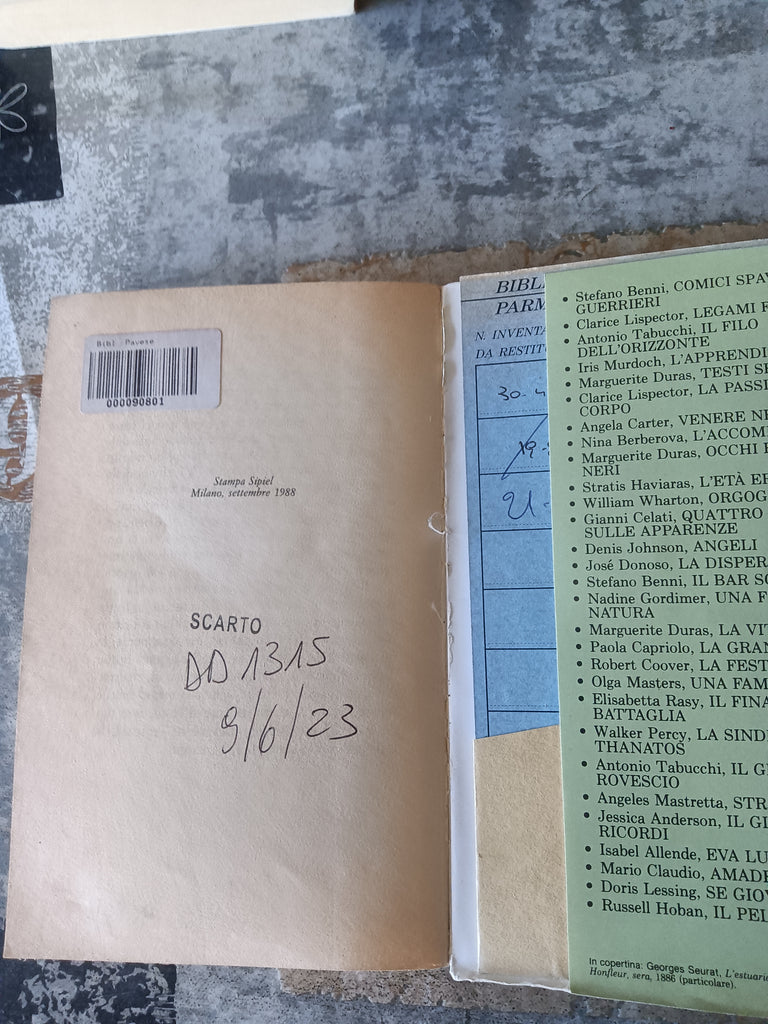 Bibl. Pavese
000090801
Stampa Sipiel
Milano, settembre 1988
SCARTO
DD 1315
9/6/23
BIBL
PARM
N. INVENTA
DA RESTIT
30-4
19-
21-
• Stefano Benni, COMICI SPAV
GUERRIERI
• Clarice Lispector, LEGAMI F
• Antonio Tabucchi, IL FILO
DELL'ORIZZONTE
• Iris Murdoch, L'APPRENDI
• Marguerite Duras, TESTI SE
• Clarice Lispector, LA PASSI
CORPO
• Angela Carter, VENERE NE
• Nina Berberova, L'ACCOM
• Marguerite Duras, OCCHI B
NERI
• Stratis Haviaras, L'ETÀ ER
• William Wharton, ORGOG
• Gianni Celati, QUATTRO
SULLE APPARENZE
• Denis Johnson, ANGELI
• José Donoso, LA DISPER
• Stefano Benni, IL BAR SO
• Nadine Gordimer, UNA F
NATURA
• Marguerite Duras, LA VIT
• Paola Capriolo, LA GRAN
• Robert Coover, LA FEST
• Olga Masters, UNA FAM
• Elisabetta Rasy, IL FINA
BATTAGLIA
• Walker Percy, LA SIND
THANATOS
• Antonio Tabucchi, IL G
ROVESCIO
• Angeles Mastretta, STR
• Jessica Anderson, IL GI
RICORDI
• Isabel Allende, EVA LU
• Mario Claudio, AMADE
• Doris Lessing, SE GIOV
• Russell Hoban, IL PEL
In copertina: Georges Seurat, L'estuario
Honfleur, sera, 1886 (particolare).